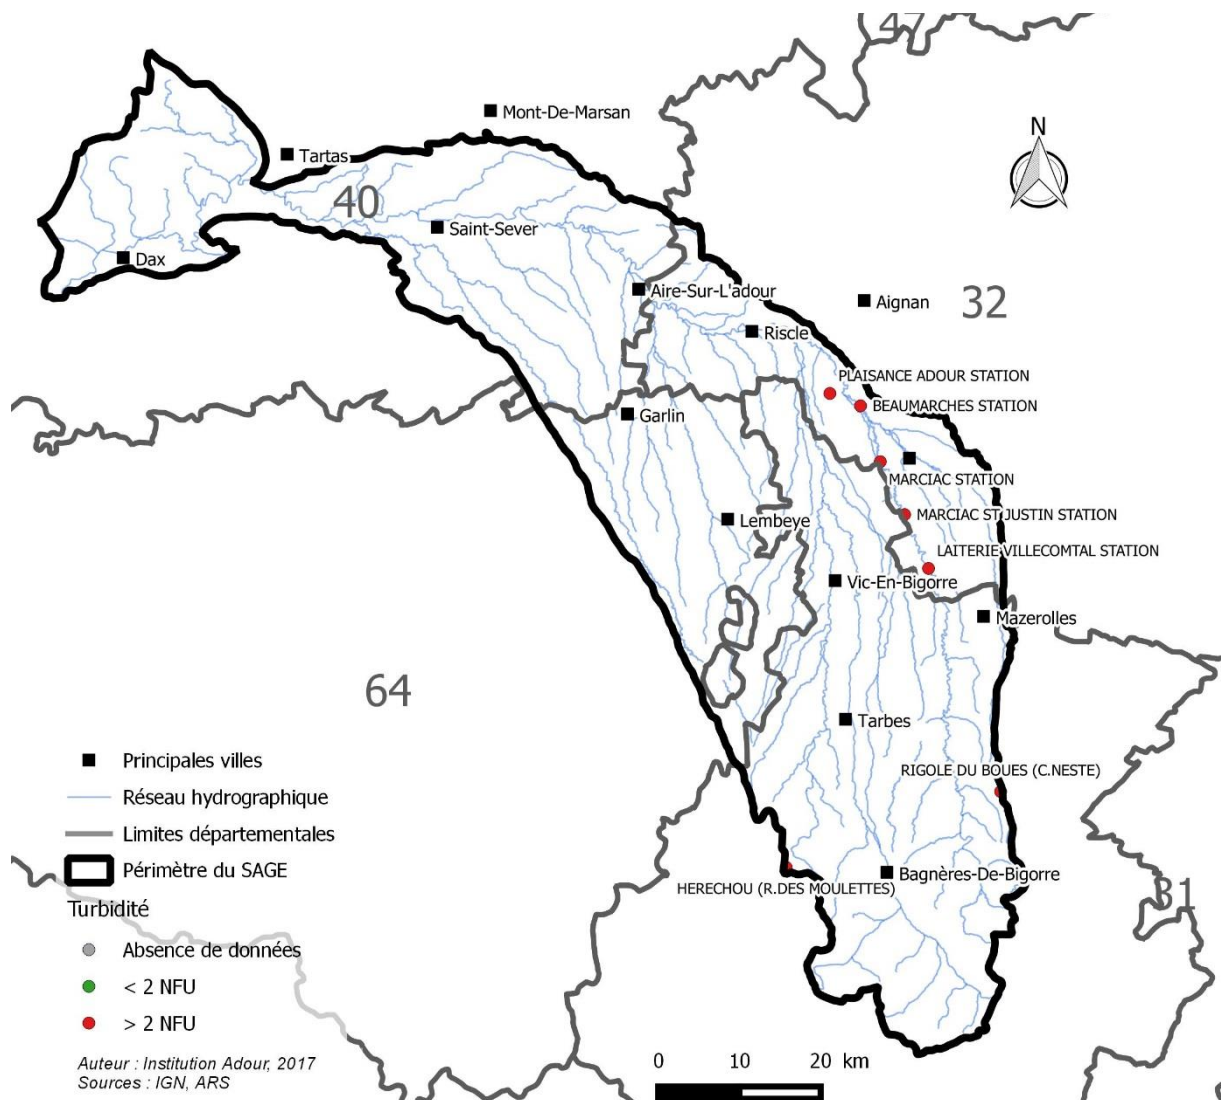 47
Mont-De-Marsan
N
Tartas
40
Saint-Sever
Dax
Aire-Sur-L'adour
Aignan
32
Riscle
PLAISANCE ADOUR STATION
BEAUMARCHES STATION
Garlin
MARCIAC STATION
Lembeye
MARCIAC ST JUSTIN STATION
LAITERIE VILLECOMTAL STATION
Vic-En-Bigorre
Mazerolles
64
Tarbes
Principales villes
RIGOLE DU BOUES (C.NESTE)
Réseau hydrographique
Limites départementales
Périmètre du SAGE
Bagnères-De-Bigorre
HERECHOU (R.DES MOULETTES)
31
Turbidité
Absence de données
< 2 NFU
> 2 NFU
Auteur : Institution Adour, 2017
Sources : IGN, ARS
0 10 20 km